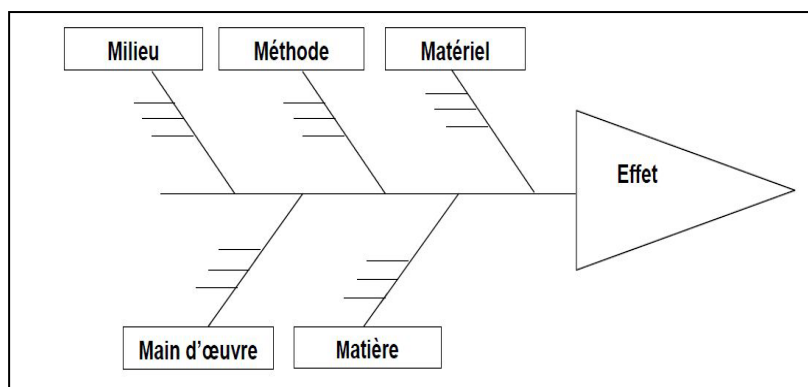 Milieu
Méthode
Matériel
Effet
Main d'œuvre
Matière